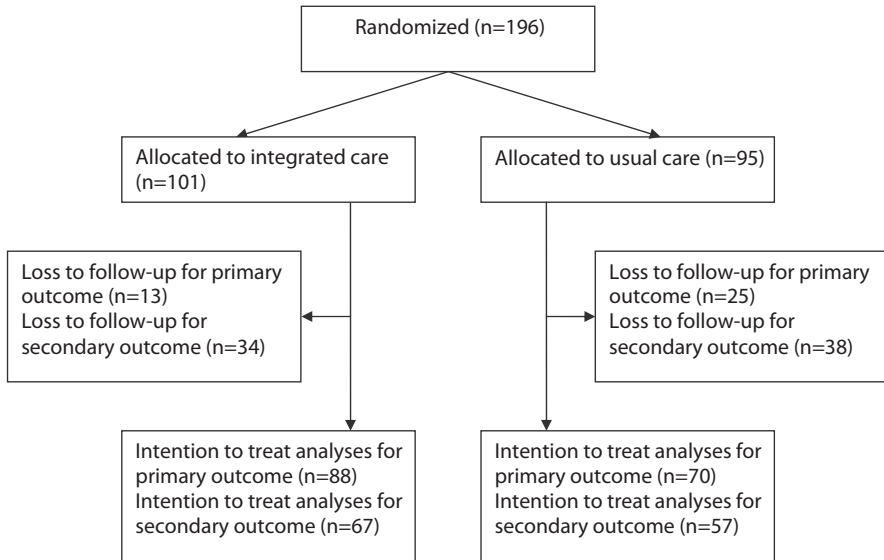 Randomized (n=196)
Allocated to integrated care
(n=101)
Allocated to usual care (n=95)
Loss to follow-up for primary
outcome (n=13)
Loss to follow-up for
secondary outcome (n=34)
Loss to follow-up for primary
outcome (n=25)
Loss to follow-up for
secondary outcome (n=38)
Intention to treat analyses for
primary outcome (n=88)
Intention to treat analyses for
secondary outcome (n=67)
Intention to treat analyses for
primary outcome (n=70)
Intention to treat analyses for
secondary outcome (n=57)